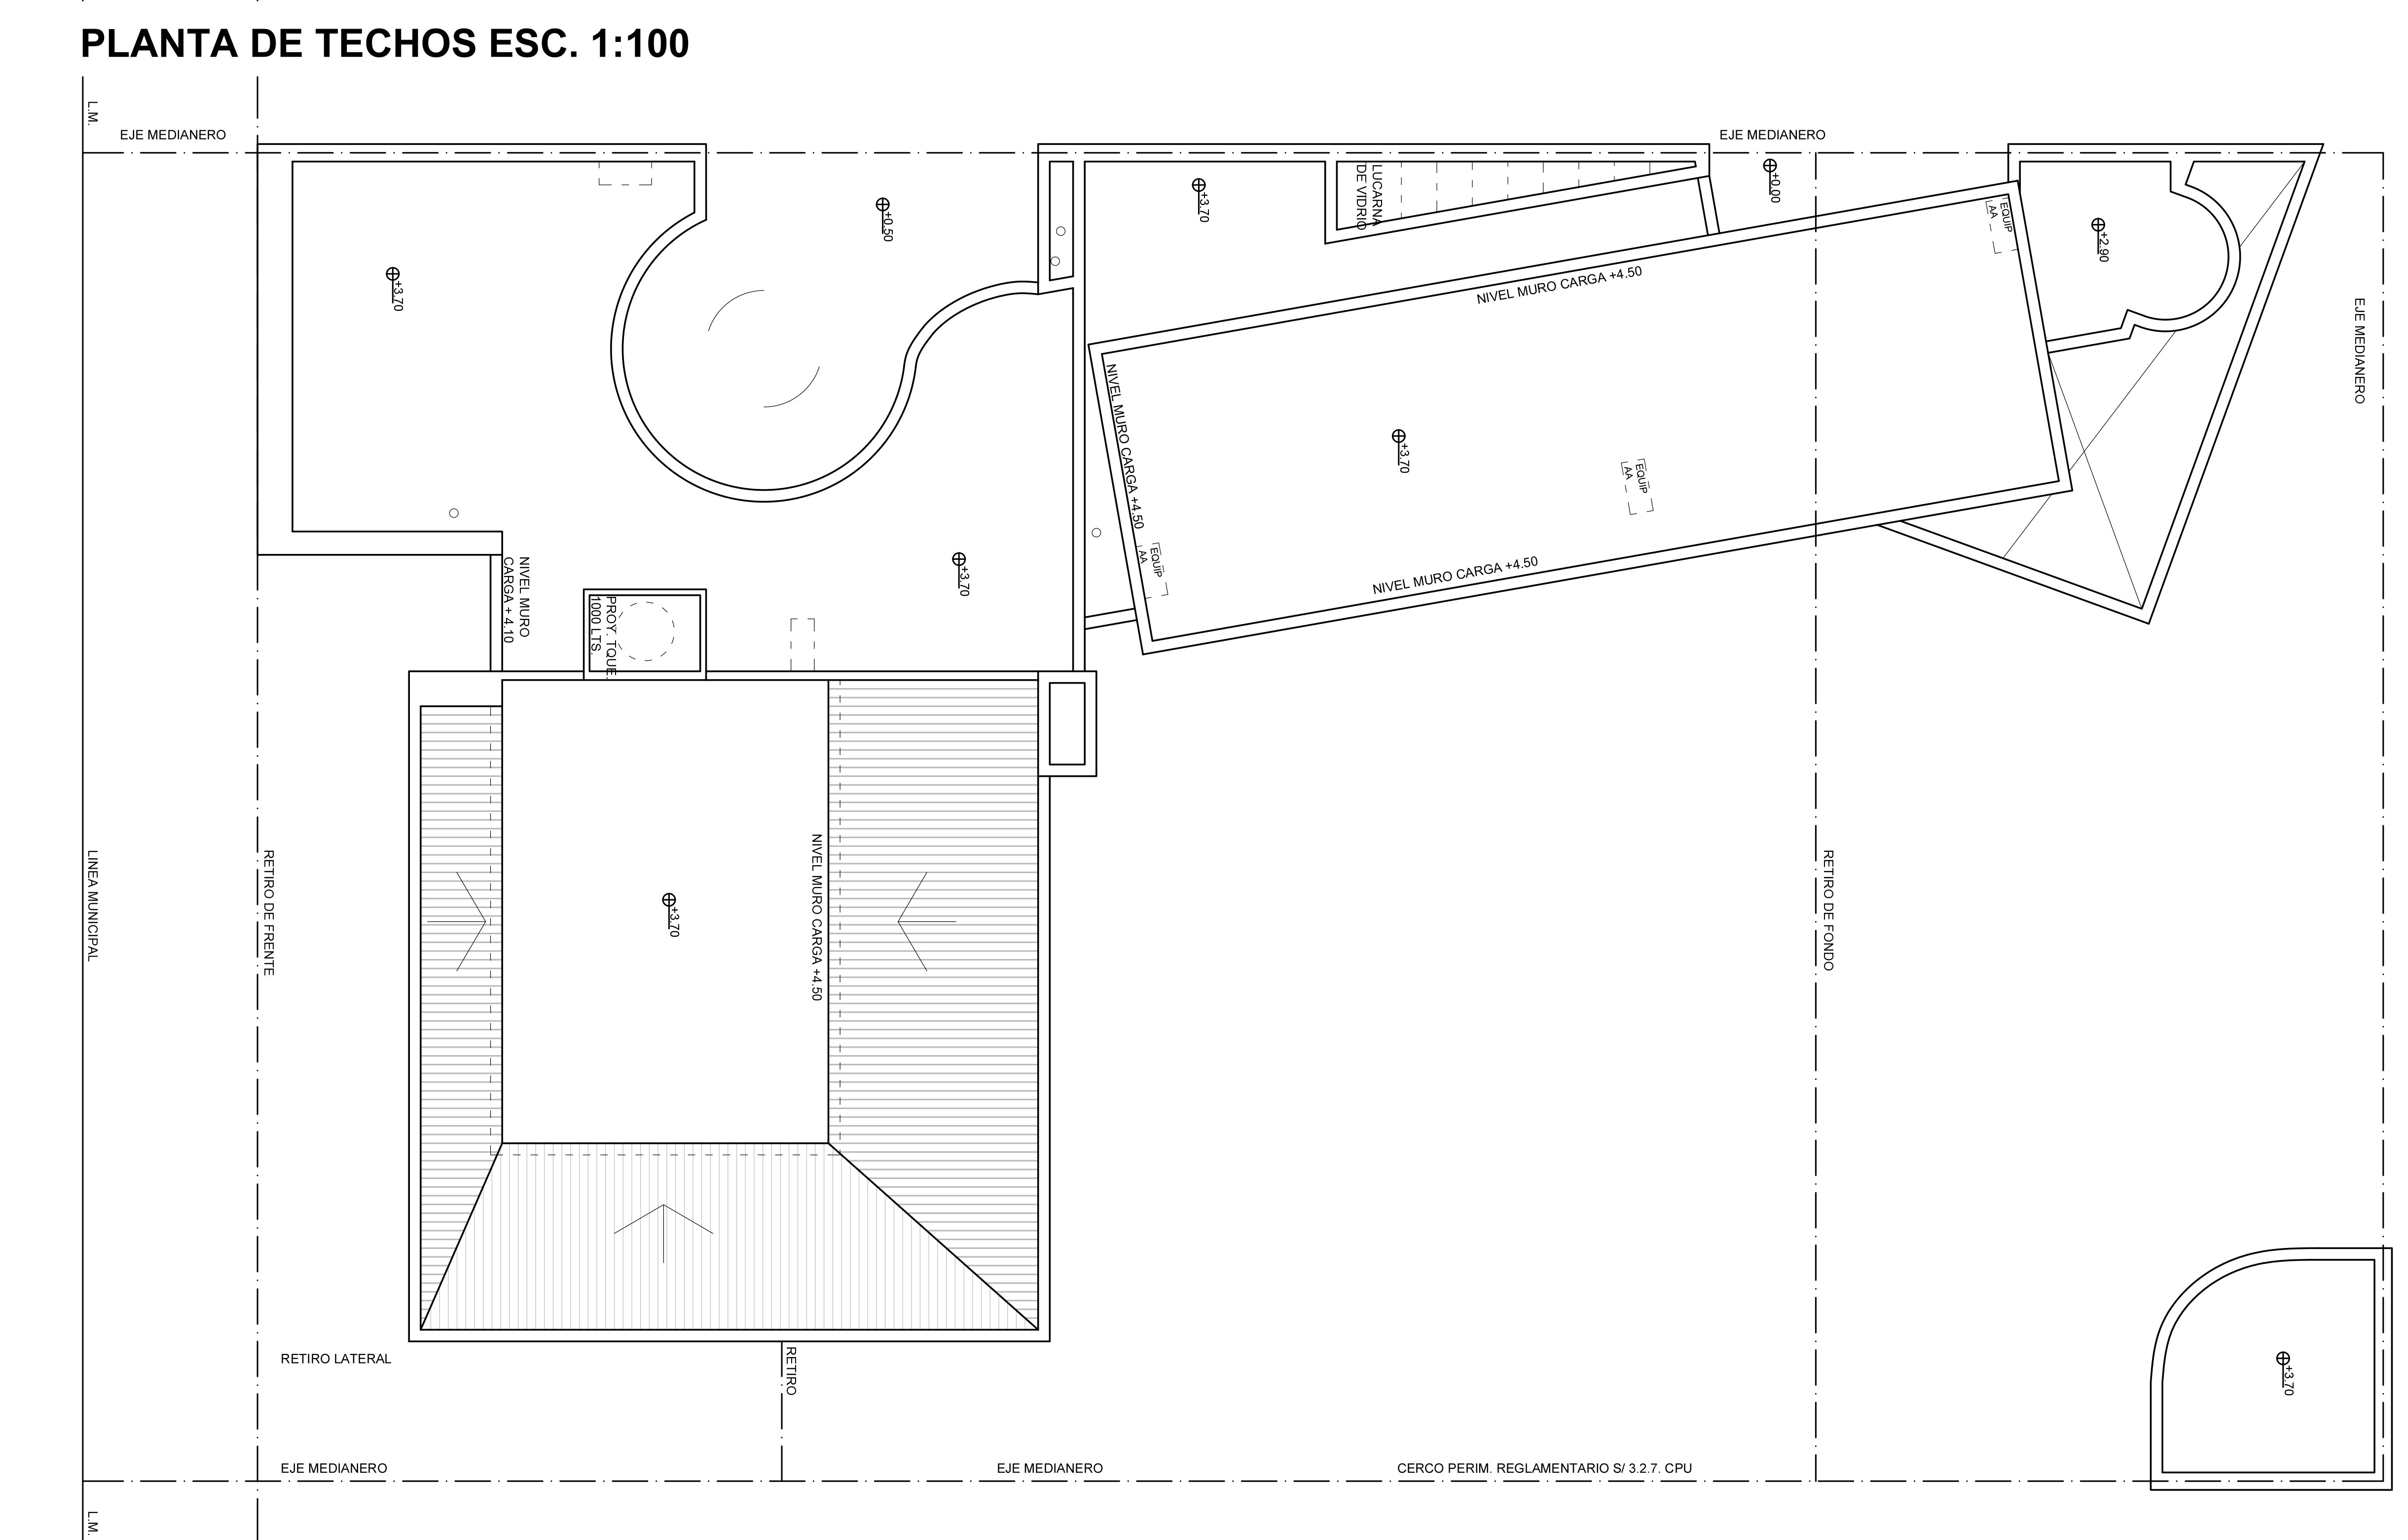 PLANTA DE TECHOS ESC. 1:100
L.M.
EJE MEDIANERO
EJE MEDIANERO
LUCARNA
DE VIDRIO
+0.00
+3.70
+0.50
+3.70
EQUIP
AA
+2.90
NIVEL MURO CARGA +4.50
EJE MEDIANERO
NIVEL MURO CARGA +4.50
+3.70
EQUIP
AA
NIVEL MURO
CARGA + 4.10
+3.70
EQUIP
AA
NIVEL MURO CARGA +4.50
PROY. TQUE.
1000 LTS.
LINEA MUNICIPAL
RETIRO DE FRENTE
+3.70
NIVEL MURO CARGA +4.50
RETIRO DE FONDO
RETIRO LATERAL
RETIRO
+3.70
EJE MEDIANERO
EJE MEDIANERO
CERCO PERIM. REGLAMENTARIO S/ 3.2.7. CPU
L.M.